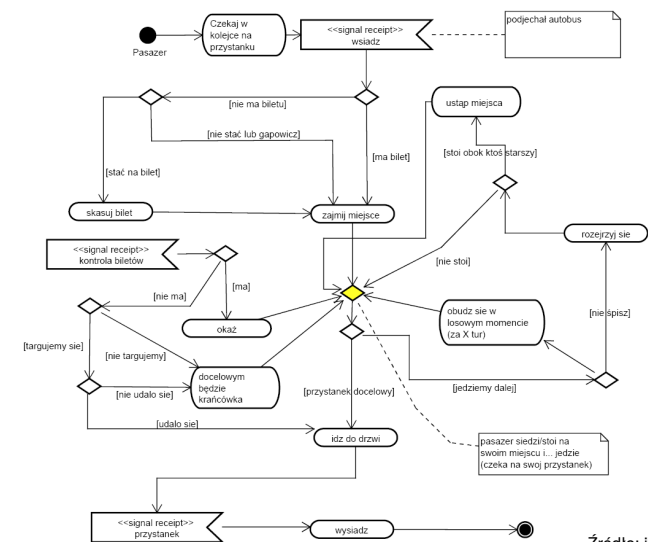 Czekaj w
kolejce na
przystanku
Pasazer
<<signal receipt>>
wsiadz
podjechał autobus
[nie ma biletu]
[nie stać lub gapowicz]
[ma bilet]
[stać na bilet]
ustąp miejsca
[stoi obok ktoś starszy]
skasuj bilet
zajmij miejsce
rozejrzyj sie
[nie stoi]
<<signal receipt>>
kontrola biletów
[nie ma]
[ma]
okaż
obudz sie w
losowym momencie
(za X tur)
[nie śpisz]
[targujemy sie]
[nie targujemy]
docelowym
będzie
krańcówka
[nie udalo sie]
[przystanek docelowy]
[jedziemy dalej]
[udalo sie]
idz do drzwi
pasazer siedzi/stoi na
swoim miejscu i... jedzie
(czeka na swoj przystanek)
<<signal receipt>>
przystanek
wysiadz